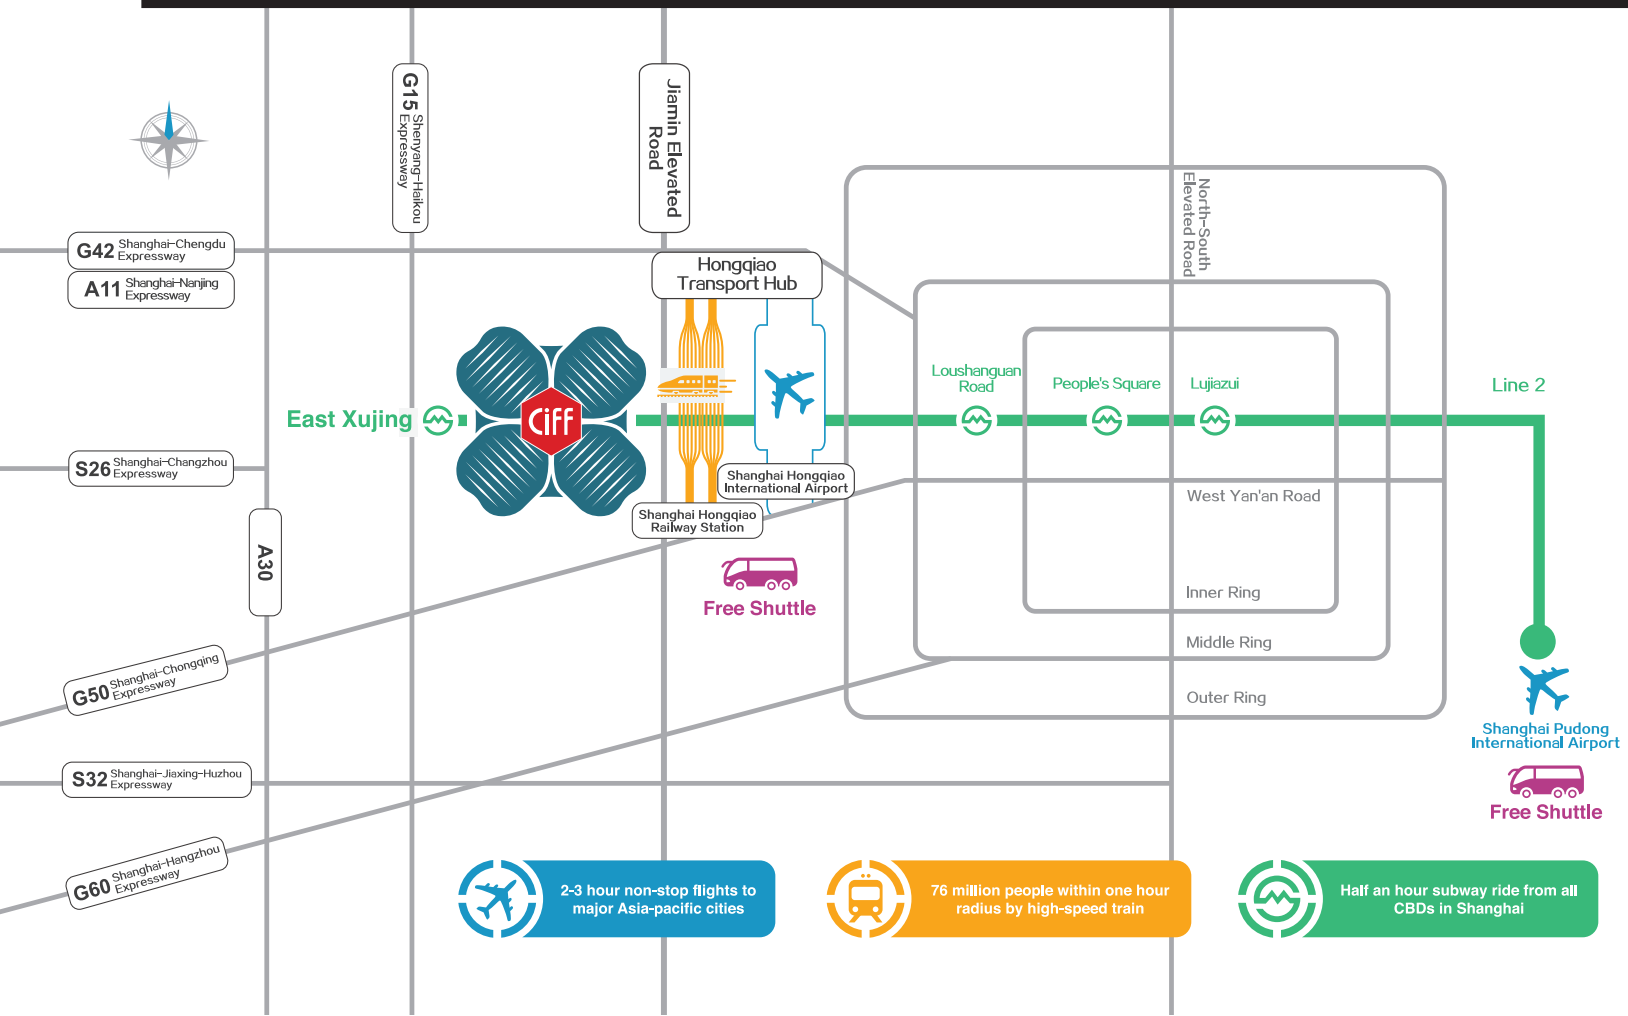 G15 Shenyang-Haikou
Expressway
Jiamin Elevated
Road
North-South
Elevated Road
G42 Shanghai-Chengdu
Expressway
A11 Shanghai-Nanjing
Expressway
Hongqiao
Transport Hub
Loushanguan
Road
People's Square
Lujiazui
Line 2
East Xujing
Ciff
S26 Shanghai-Changzhou
Expressway
Shanghai Hongqiao
International Airport
West Yan'an Road
Shanghai Hongqiao
Railway Station
A30
Free Shuttle
Inner Ring
Middle Ring
Outer Ring
G50 Shanghai-Chongqing
Expressway
Shanghai Pudong
International Airport
S32 Shanghai-Jiaxing-Huzhou
Expressway
Free Shuttle
G60 Shanghai-Hangzhou
Expressway
2-3 hour non-stop flights to
major Asia-pacific cities
76 million people within one hour
radius by high-speed train
Half an hour subway ride from all
CBDs in Shanghai